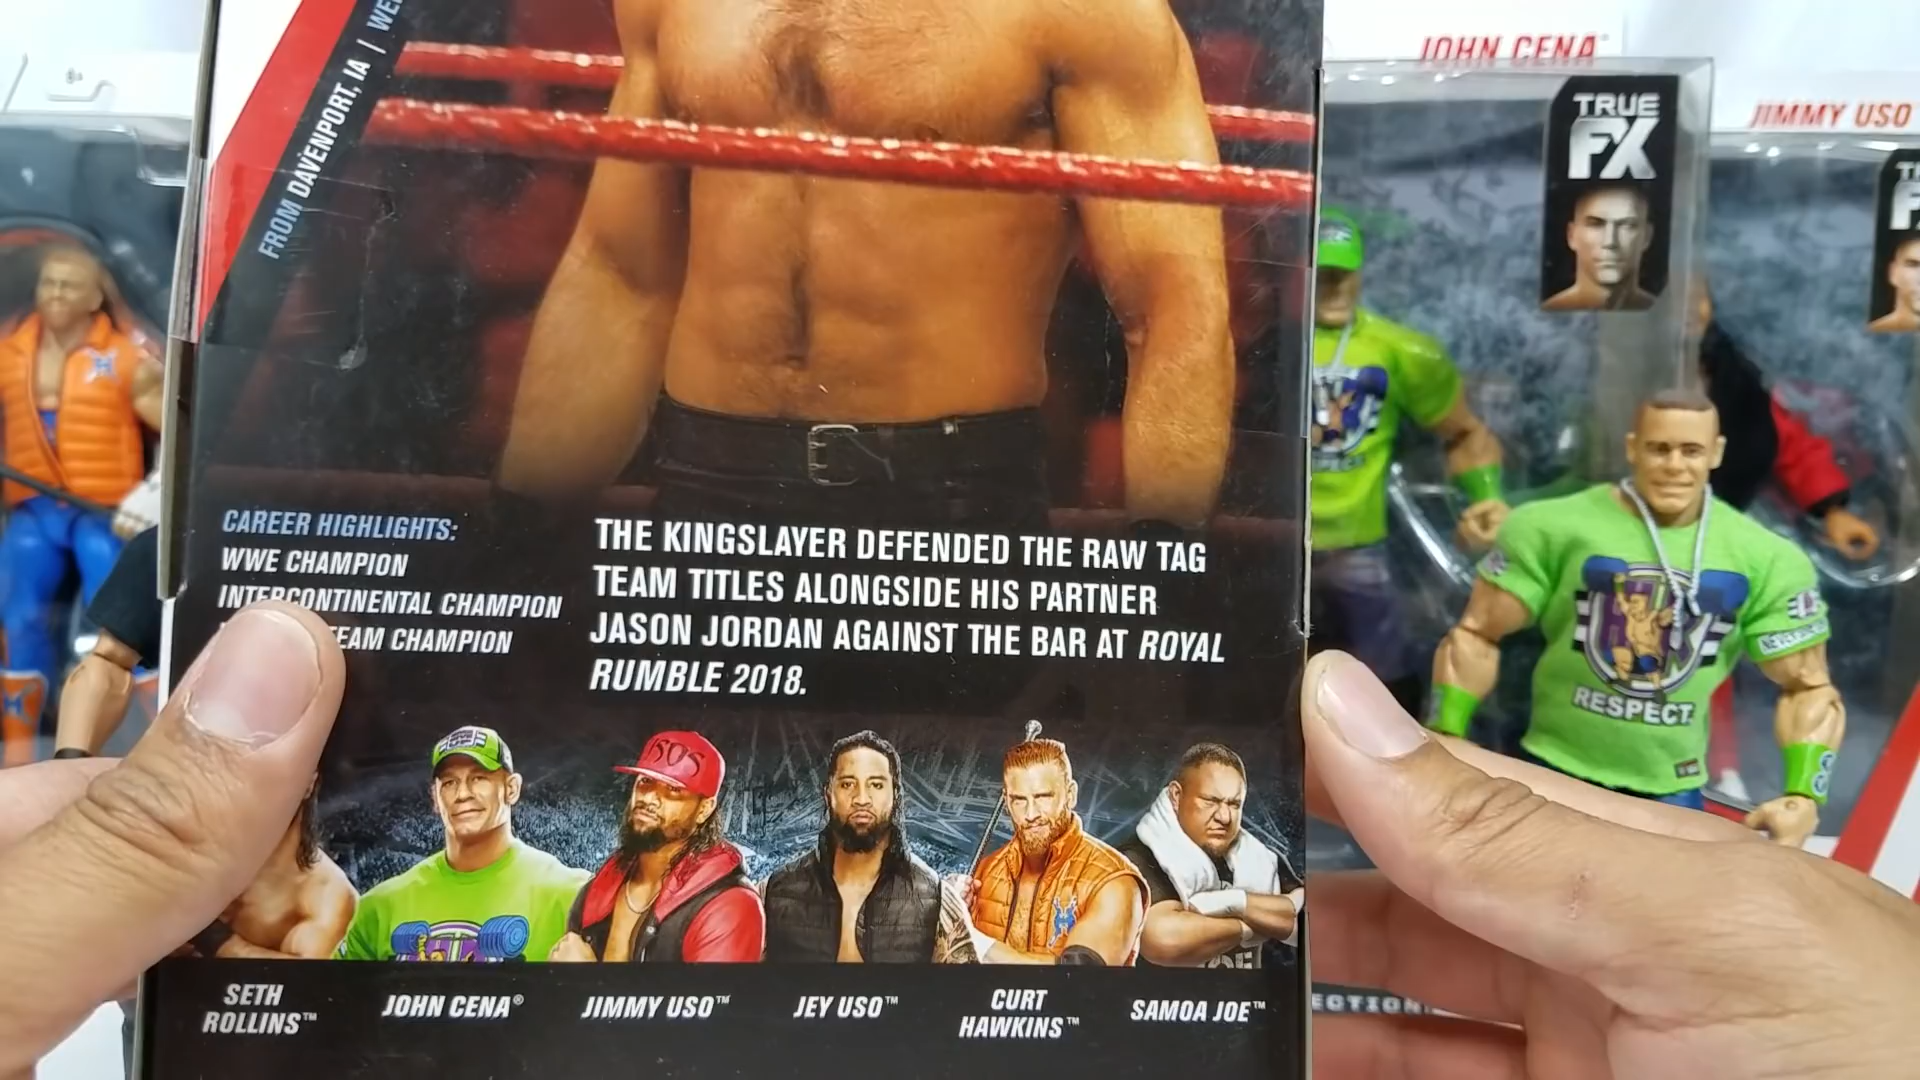 FROM DAVENPORT, IA |
CAREER HIGHLIGHTS:
WWE CHAMPION
INTERCONTINENTAL CHAMPION
TEAM CHAMPION
THE KINGSLAYER DEFENDED THE RAW TAG
TEAM TITLES ALONGSIDE HIS PARTNER
JASON JORDAN AGAINST THE BAR AT ROYAL
RUMBLE 2018.
SETH
ROLLINS™
JOHN CENA®
JIMMY USO™
JEY USO™
CURT
HAWKINS™
SAMOA JOE™
JOHN CENA
TRUE
FX
JIMMY USO
RESPECT
8+